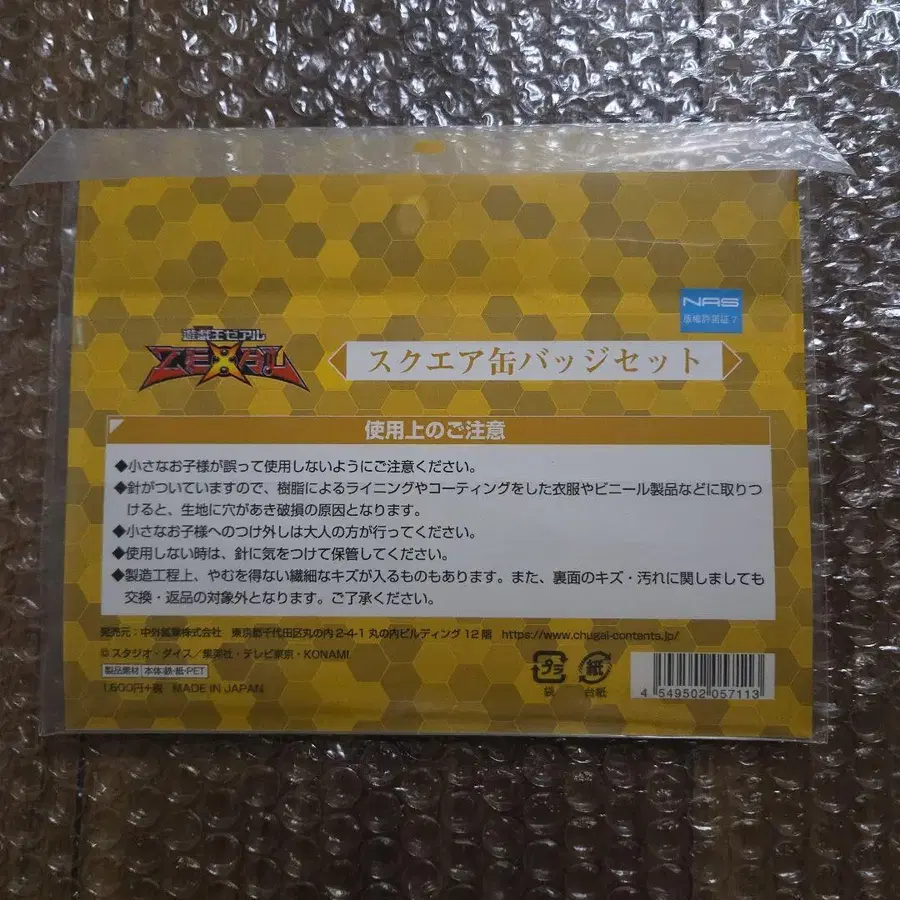 NAS
版権許諾証7
遊戯王ゼアル
ZEXAL
スクエア缶バッジセット
使用上のご注意
◆小さなお子様が誤って使用しないようにご注意ください。
◆針がついていますので、樹脂によるライニングやコーティングをした衣服やビニール製品などに取りつ
けると、生地に穴があき破損の原因となります。
◆小さなお子様へのつけ外しは大人の方が行ってください。
◆使用しない時は、針に気をつけて保管してください。
◆製造工程上、やむを得ない繊細なキズが入るものもあります。また、裏面のキズ・汚れに関しましても
交換・返品の対象外となります。ご了承ください。
発売元：中外鉱業株式会社 東京都千代田区丸の内2-4-1 丸の内ビルディング 12階 https://www.chugai-contents.jp/
©スタジオ・ダイス／集英社・テレビ東京・KONAMI
製品素材 本体:鉄・紙・PET
1,600円+税 MADE IN JAPAN
プラ
袋
紙
台紙
4 549502 057113